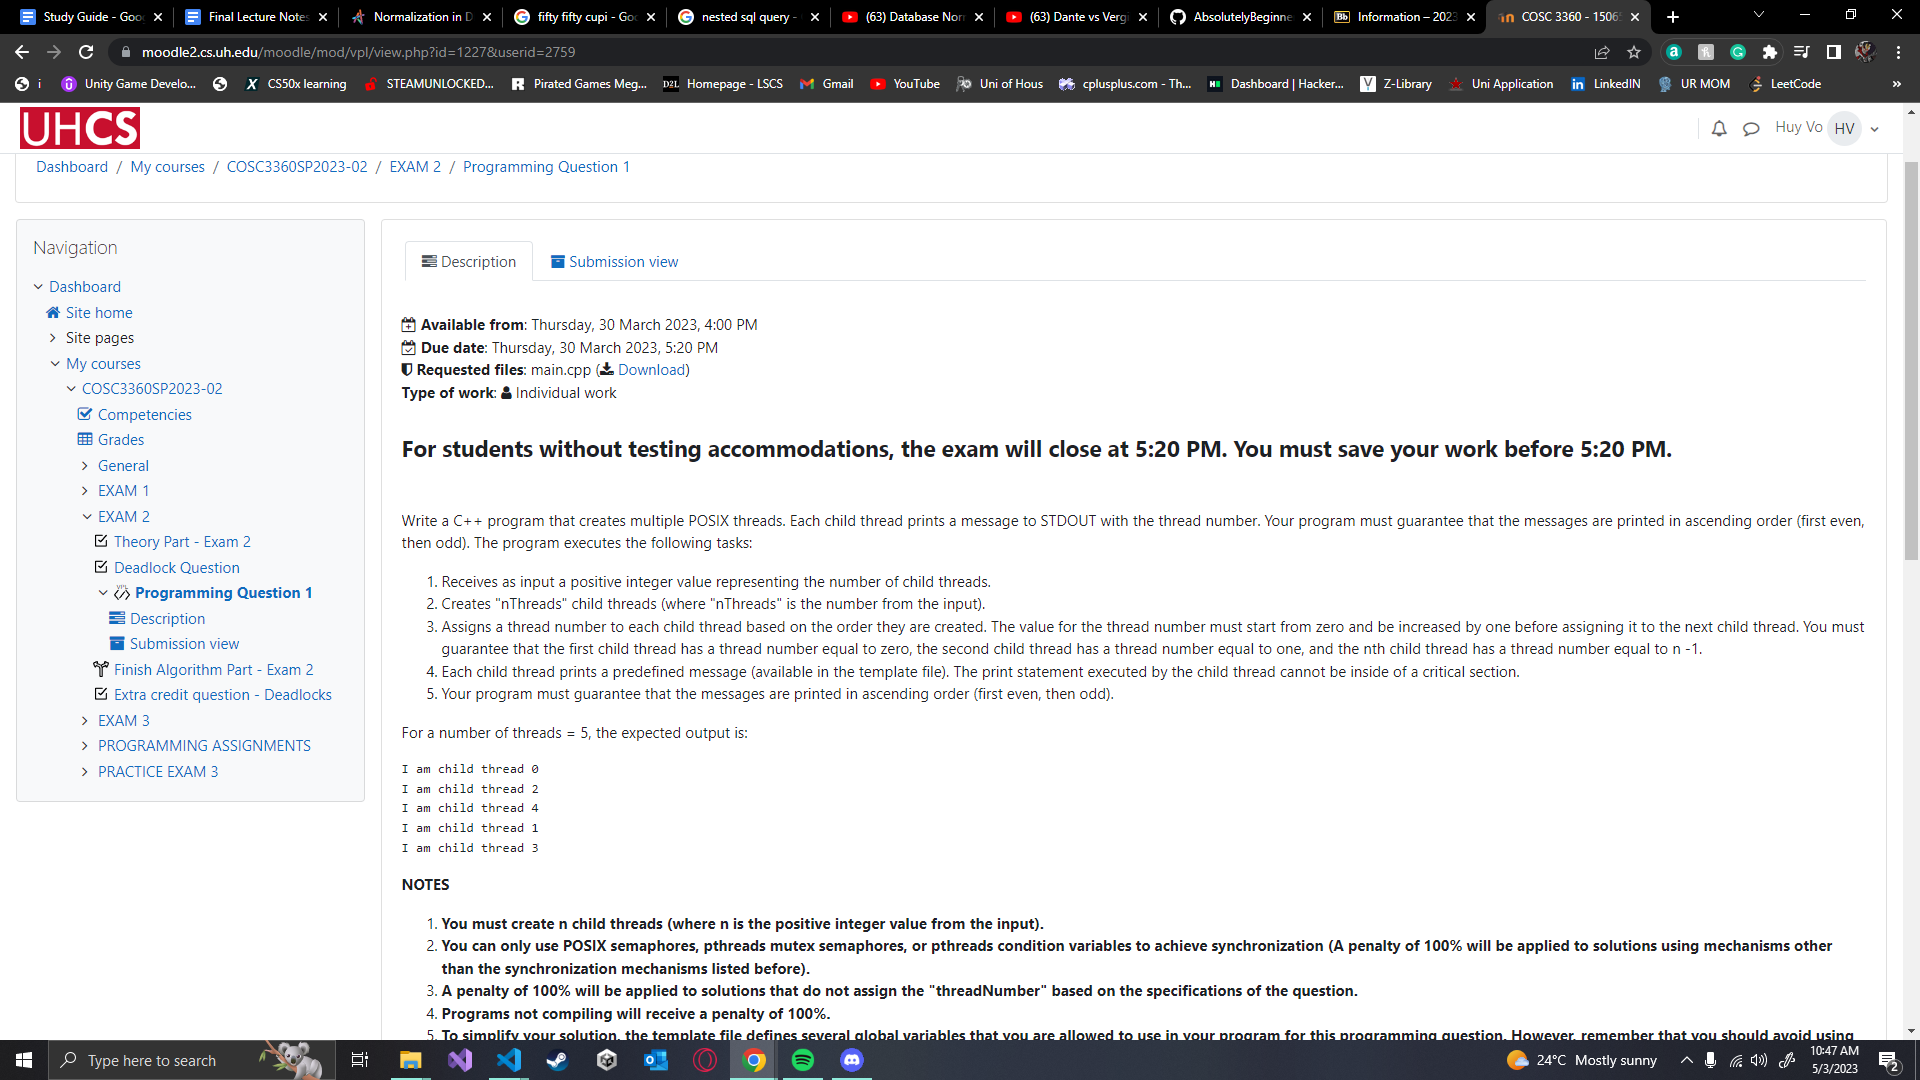 Study Guide - Goo
Final Lecture Notes
Normalization in D
fifty fifty cupi - Goo
nested sql query -
(63) Database Norm
(63) Dante vs Vergi
AbsolutelyBeginne
Bb
Information – 2023
COSC 3360 - 1506
moodle2.cs.uh.edu/moodle/mod/vpl/view.php?id=1227&userid=2759
i
Unity Game Develo...
CS50x learning
STEAMUNLOCKED...
Pirated Games Meg...
D2L
Homepage - LSCS
Gmail
YouTube
Uni of Hous
cplusplus.com - Th...
Dashboard | Hacker...
Z-Library
Uni Application
LinkedIN
UR MOM
LeetCode
»
UHCS
Huy Vo
HV
Dashboard / My courses / COSC3360SP2023-02 / EXAM 2 / Programming Question 1
Navigation
Dashboard
Site home
Site pages
My courses
COSC3360SP2023-02
Competencies
Grades
General
EXAM 1
EXAM 2
Theory Part - Exam 2
Deadlock Question
Programming Question 1
Description
Submission view
Finish Algorithm Part - Exam 2
Extra credit question - Deadlocks
EXAM 3
PROGRAMMING ASSIGNMENTS
PRACTICE EXAM 3
Description
Submission view
Available from: Thursday, 30 March 2023, 4:00 PM
Due date: Thursday, 30 March 2023, 5:20 PM
Requested files: main.cpp (Download)
Type of work: Individual work
For students without testing accommodations, the exam will close at 5:20 PM. You must save your work before 5:20 PM.
Write a C++ program that creates multiple POSIX threads. Each child thread prints a message to STDOUT with the thread number. Your program must guarantee that the messages are printed in ascending order (first even,
then odd). The program executes the following tasks:
1. Receives as input a positive integer value representing the number of child threads.
2. Creates "nThreads" child threads (where "nThreads" is the number from the input).
3. Assigns a thread number to each child thread based on the order they are created. The value for the thread number must start from zero and be increased by one before assigning it to the next child thread. You must
guarantee that the first child thread has a thread number equal to zero, the second child thread has a thread number equal to one, and the nth child thread has a thread number equal to n -1.
4. Each child thread prints a predefined message (available in the template file). The print statement executed by the child thread cannot be inside of a critical section.
5. Your program must guarantee that the messages are printed in ascending order (first even, then odd).
For a number of threads = 5, the expected output is:
I am child thread 0
I am child thread 2
I am child thread 4
I am child thread 1
I am child thread 3
NOTES
1. You must create n child threads (where n is the positive integer value from the input).
2. You can only use POSIX semaphores, pthreads mutex semaphores, or pthreads condition variables to achieve synchronization (A penalty of 100% will be applied to solutions using mechanisms other
than the synchronization mechanisms listed before).
3. A penalty of 100% will be applied to solutions that do not assign the "threadNumber" based on the specifications of the question.
4. Programs not compiling will receive a penalty of 100%.
5. To simplify your solution, the template file defines several global variables that you are allowed to use in your program for this programming question. However, remember that you should avoid using
Type here to search
24°C Mostly sunny
10:47 AM
5/3/2023
2